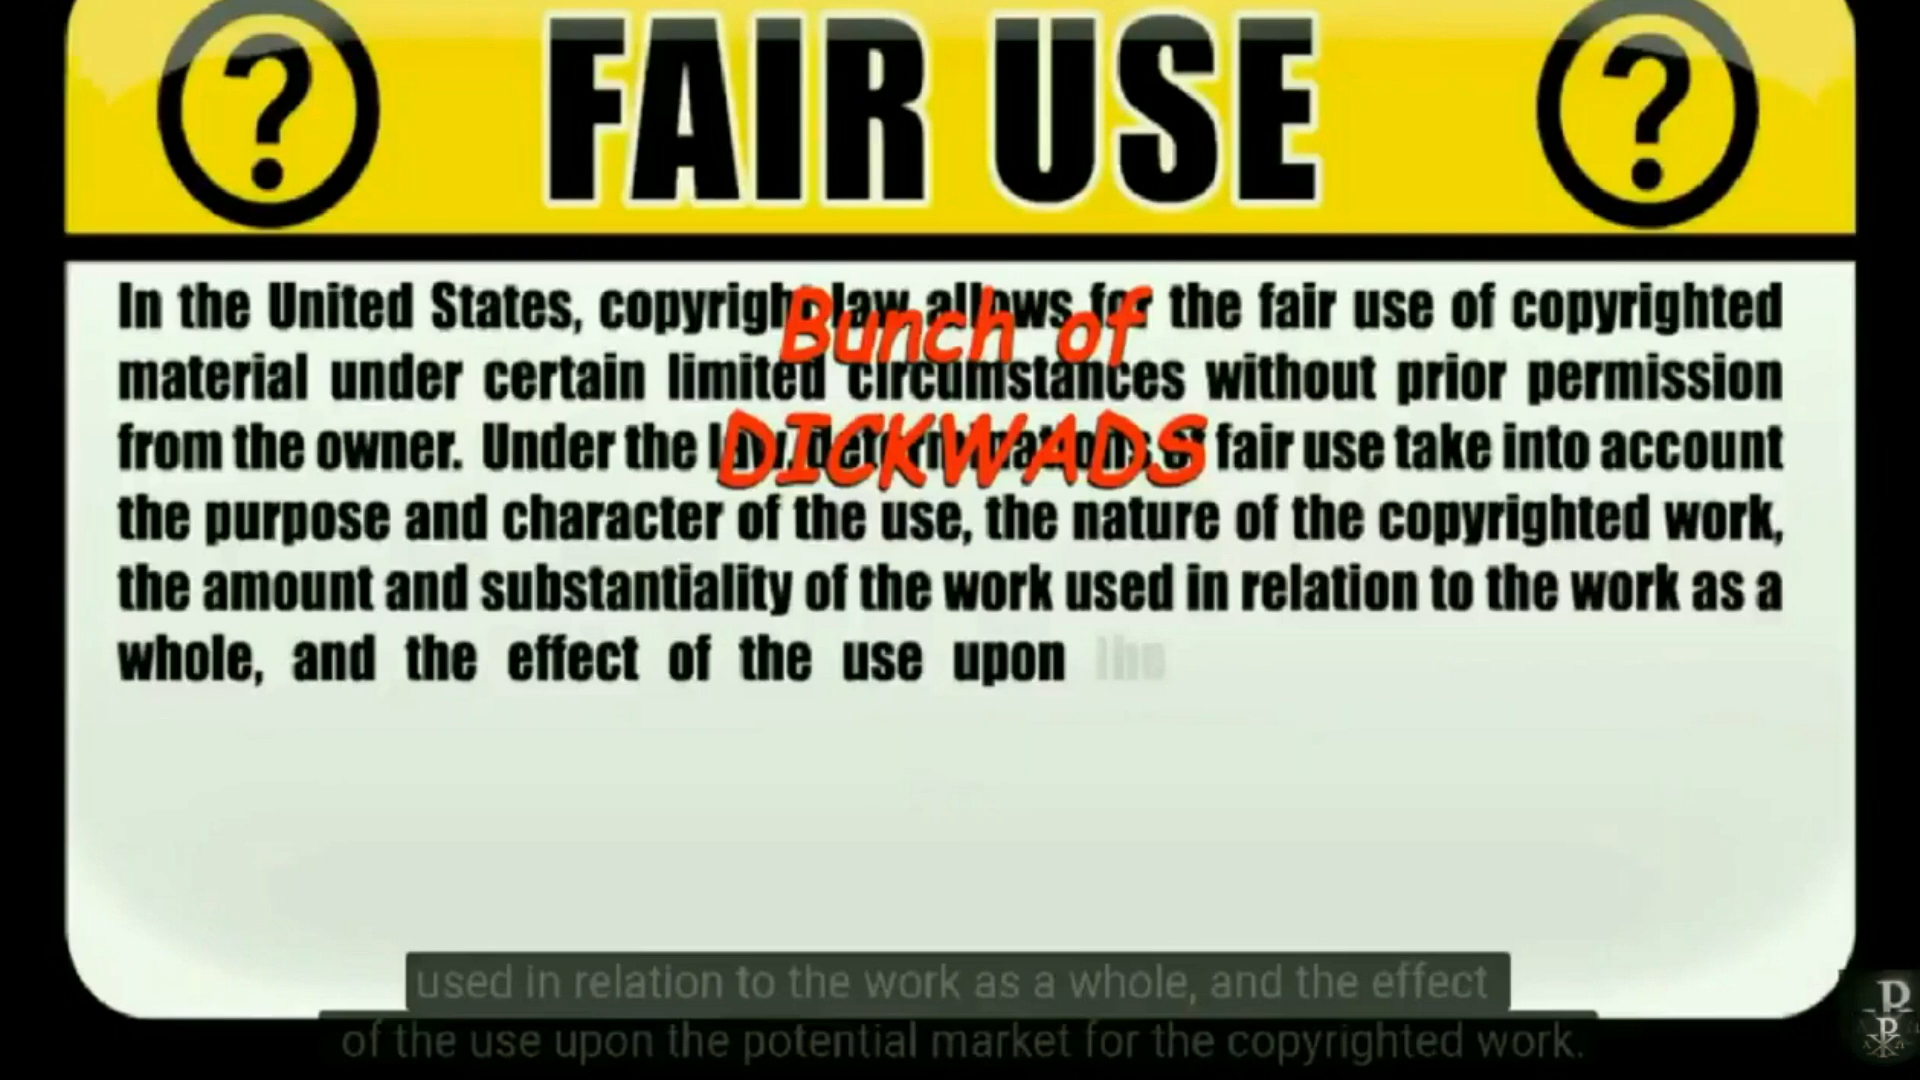 FAIR USE
In the United States, copyright law allows for the fair use of copyrighted
Bunch of
material under certain limited circumstances without prior permission
from the owner. Under the law, determinations of fair use take into account
DICKWADS
the purpose and character of the use, the nature of the copyrighted work,
the amount and substantiality of the work used in relation to the work as a
whole, and the effect of the use upon the
used in relation to the work as a whole, and the effect
of the use upon the potential market for the copyrighted work.